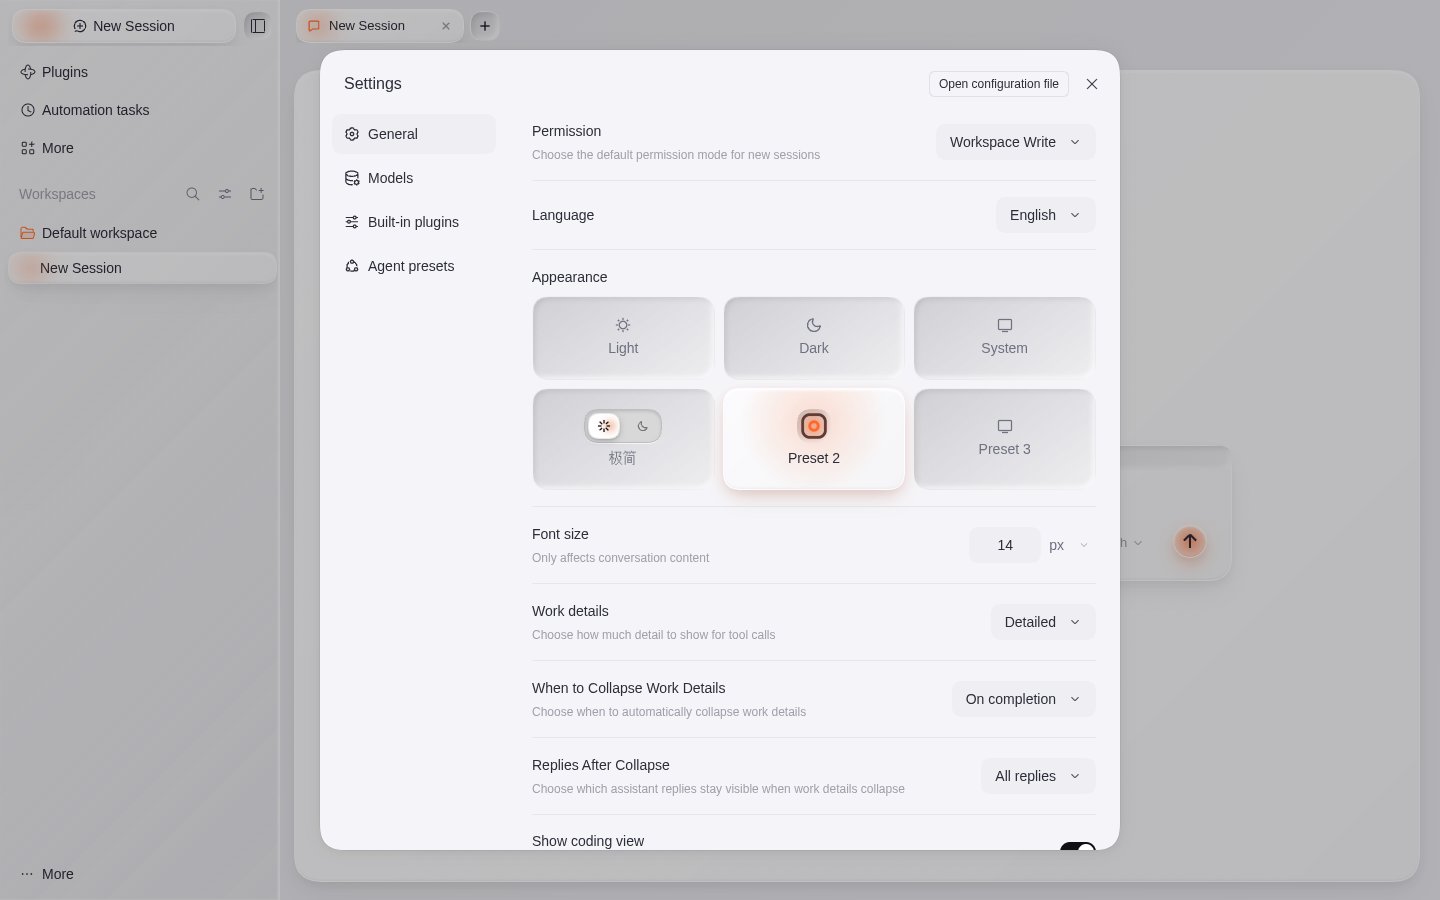 New Session
New Session
Plugins
Automation tasks
More
Workspaces
Default workspace
New Session
More
Settings
Open configuration file
General
Models
Built-in plugins
Agent presets
Permission
Choose the default permission mode for new sessions
Workspace Write
Language
English
Appearance
Light
Dark
System
极简
Preset 2
Preset 3
Font size
Only affects conversation content
14 px
Work details
Choose how much detail to show for tool calls
Detailed
When to Collapse Work Details
Choose when to automatically collapse work details
On completion
Replies After Collapse
Choose which assistant replies stay visible when work details collapse
All replies
Show coding view